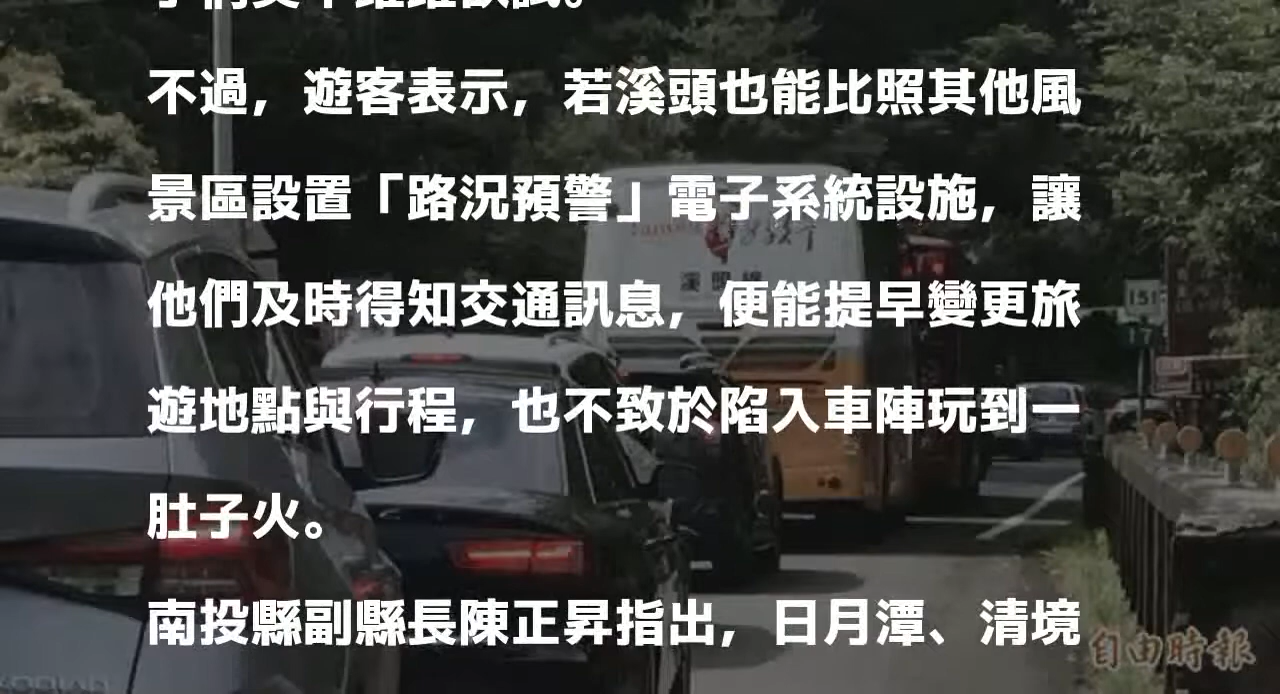 不過，遊客表示，若溪頭也能比照其他風
景區設置「路況預警」電子系統設施，讓
他們及時得知交通訊息，便能提早變更旅
遊地點與行程，也不致於陷入車陣玩到一
肚子火。
南投縣副縣長陳正昇指出，日月潭、清境
151
自由時報